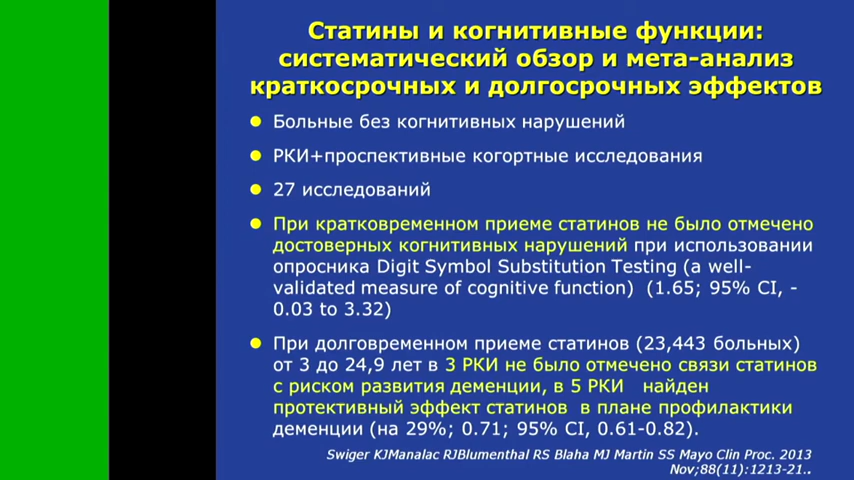 Статины и когнитивные функции:
систематический обзор и мета-анализ
краткосрочных и долгосрочных эффектов
Больные без когнитивных нарушений
РКИ+проспективные когортные исследования
27 исследований
При кратковременном приеме статинов не было отмечено
достоверных когнитивных нарушений при использовании
опросника Digit Symbol Substitution Testing (a well-
validated measure of cognitive function) (1.65; 95% CI, -
0.03 to 3.32)
При долговременном приеме статинов (23,443 больных)
от 3 до 24,9 лет в 3 РКИ не было отмечено связи статинов
с риском развития деменции, в 5 РКИ найден
протективный эффект статинов в плане профилактики
деменции (на 29%; 0.71; 95% CI, 0.61-0.82).
Swiger KJManalac RJBlumenthal RS Blaha MJ Martin SS Mayo Clin Proc. 2013
Nov;88(11):1213-21..